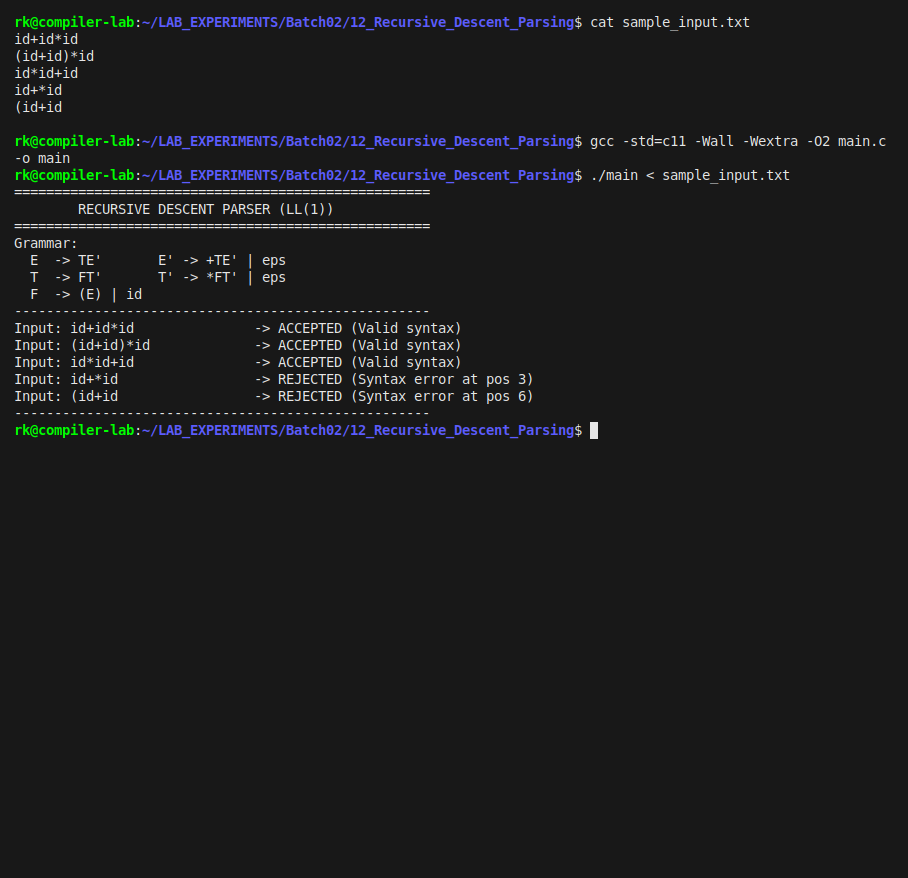 rk@compiler-lab:~/LAB_EXPERIMENTS/Batch02/12_Recursive_Descent_Parsing$ cat sample_input.txt
id+id*id
(id+id)*id
id*id+id
id+*id
(id+id
rk@compiler-lab:~/LAB_EXPERIMENTS/Batch02/12_Recursive_Descent_Parsing$ gcc -std=c11 -Wall -Wextra -O2 main.c
-o main
rk@compiler-lab:~/LAB_EXPERIMENTS/Batch02/12_Recursive_Descent_Parsing$ ./main < sample_input.txt
====================================================
        RECURSIVE DESCENT PARSER (LL(1))
====================================================
Grammar:
  E  -> TE'       E' -> +TE' | eps
  T  -> FT'       T' -> *FT' | eps
  F  -> (E) | id
----------------------------------------------------
Input: id+id*id               -> ACCEPTED (Valid syntax)
Input: (id+id)*id             -> ACCEPTED (Valid syntax)
Input: id*id+id               -> ACCEPTED (Valid syntax)
Input: id+*id                 -> REJECTED (Syntax error at pos 3)
Input: (id+id                 -> REJECTED (Syntax error at pos 6)
----------------------------------------------------
rk@compiler-lab:~/LAB_EXPERIMENTS/Batch02/12_Recursive_Descent_Parsing$